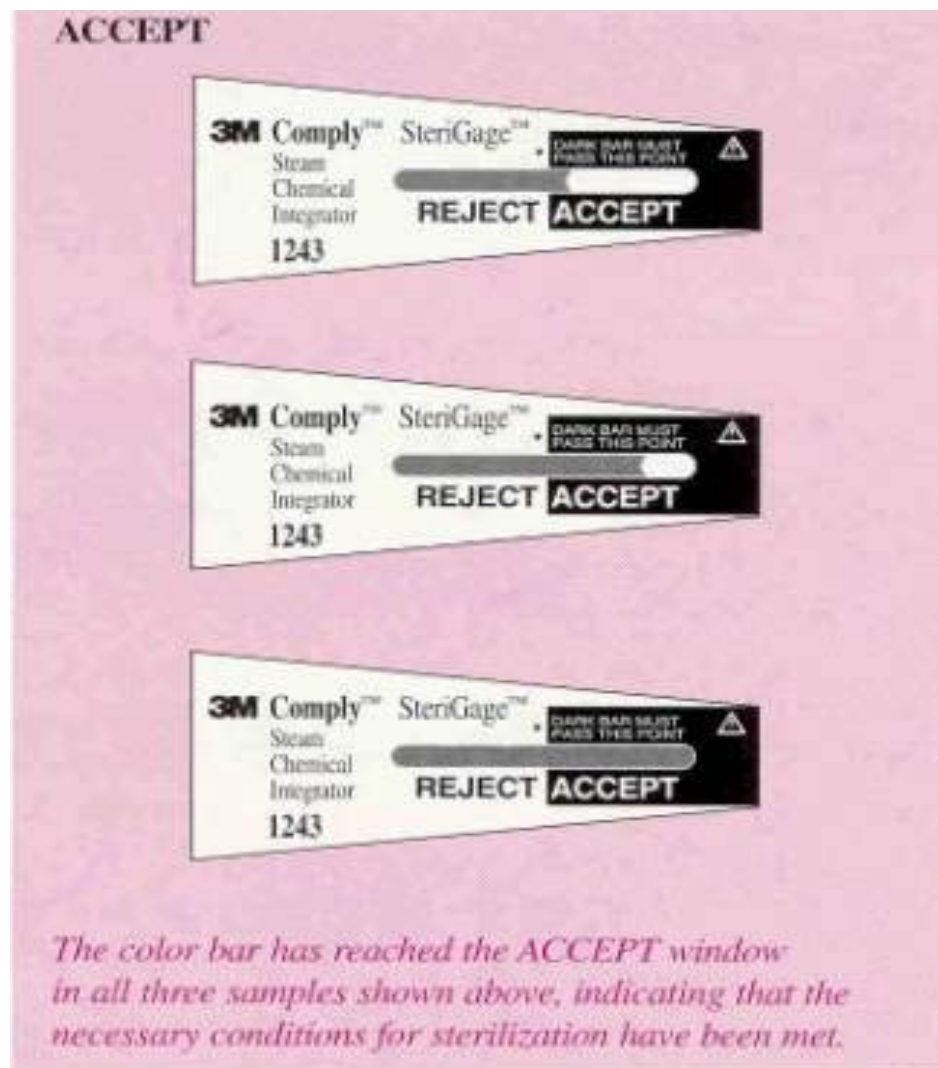 ACCEPT
3M Comply™ SteriGage™
DARK BAR MUST
PASS THIS POINT
Steam
Chemical
Integrator
REJECT ACCEPT
1243
3M Comply™ SteriGage™
DARK BAR MUST
PASS THIS POINT
Steam
Chemical
Integrator
REJECT ACCEPT
1243
3M Comply™ SteriGage™
DARK BAR MUST
PASS THIS POINT
Steam
Chemical
Integrator
REJECT ACCEPT
1243
The color bar has reached the ACCEPT window
in all three samples shown above, indicating that the
necessary conditions for sterilization have been met.